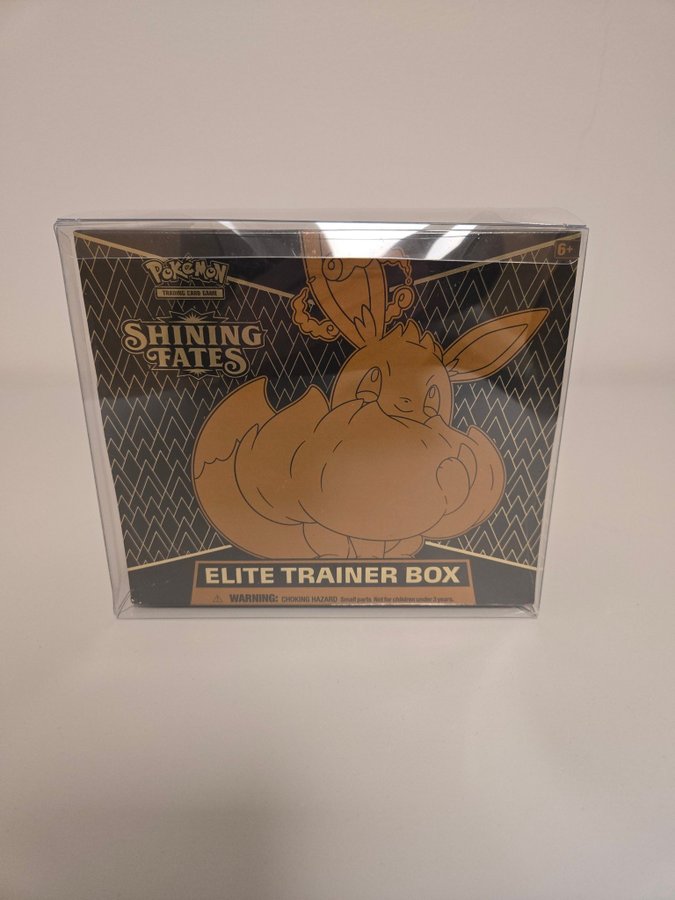 6+
Pokémon
TRADING CARD GAME
SHINING
FATES
ELITE TRAINER BOX
⚠ WARNING: CHOKING HAZARD Small parts. Not for children under 3 years.